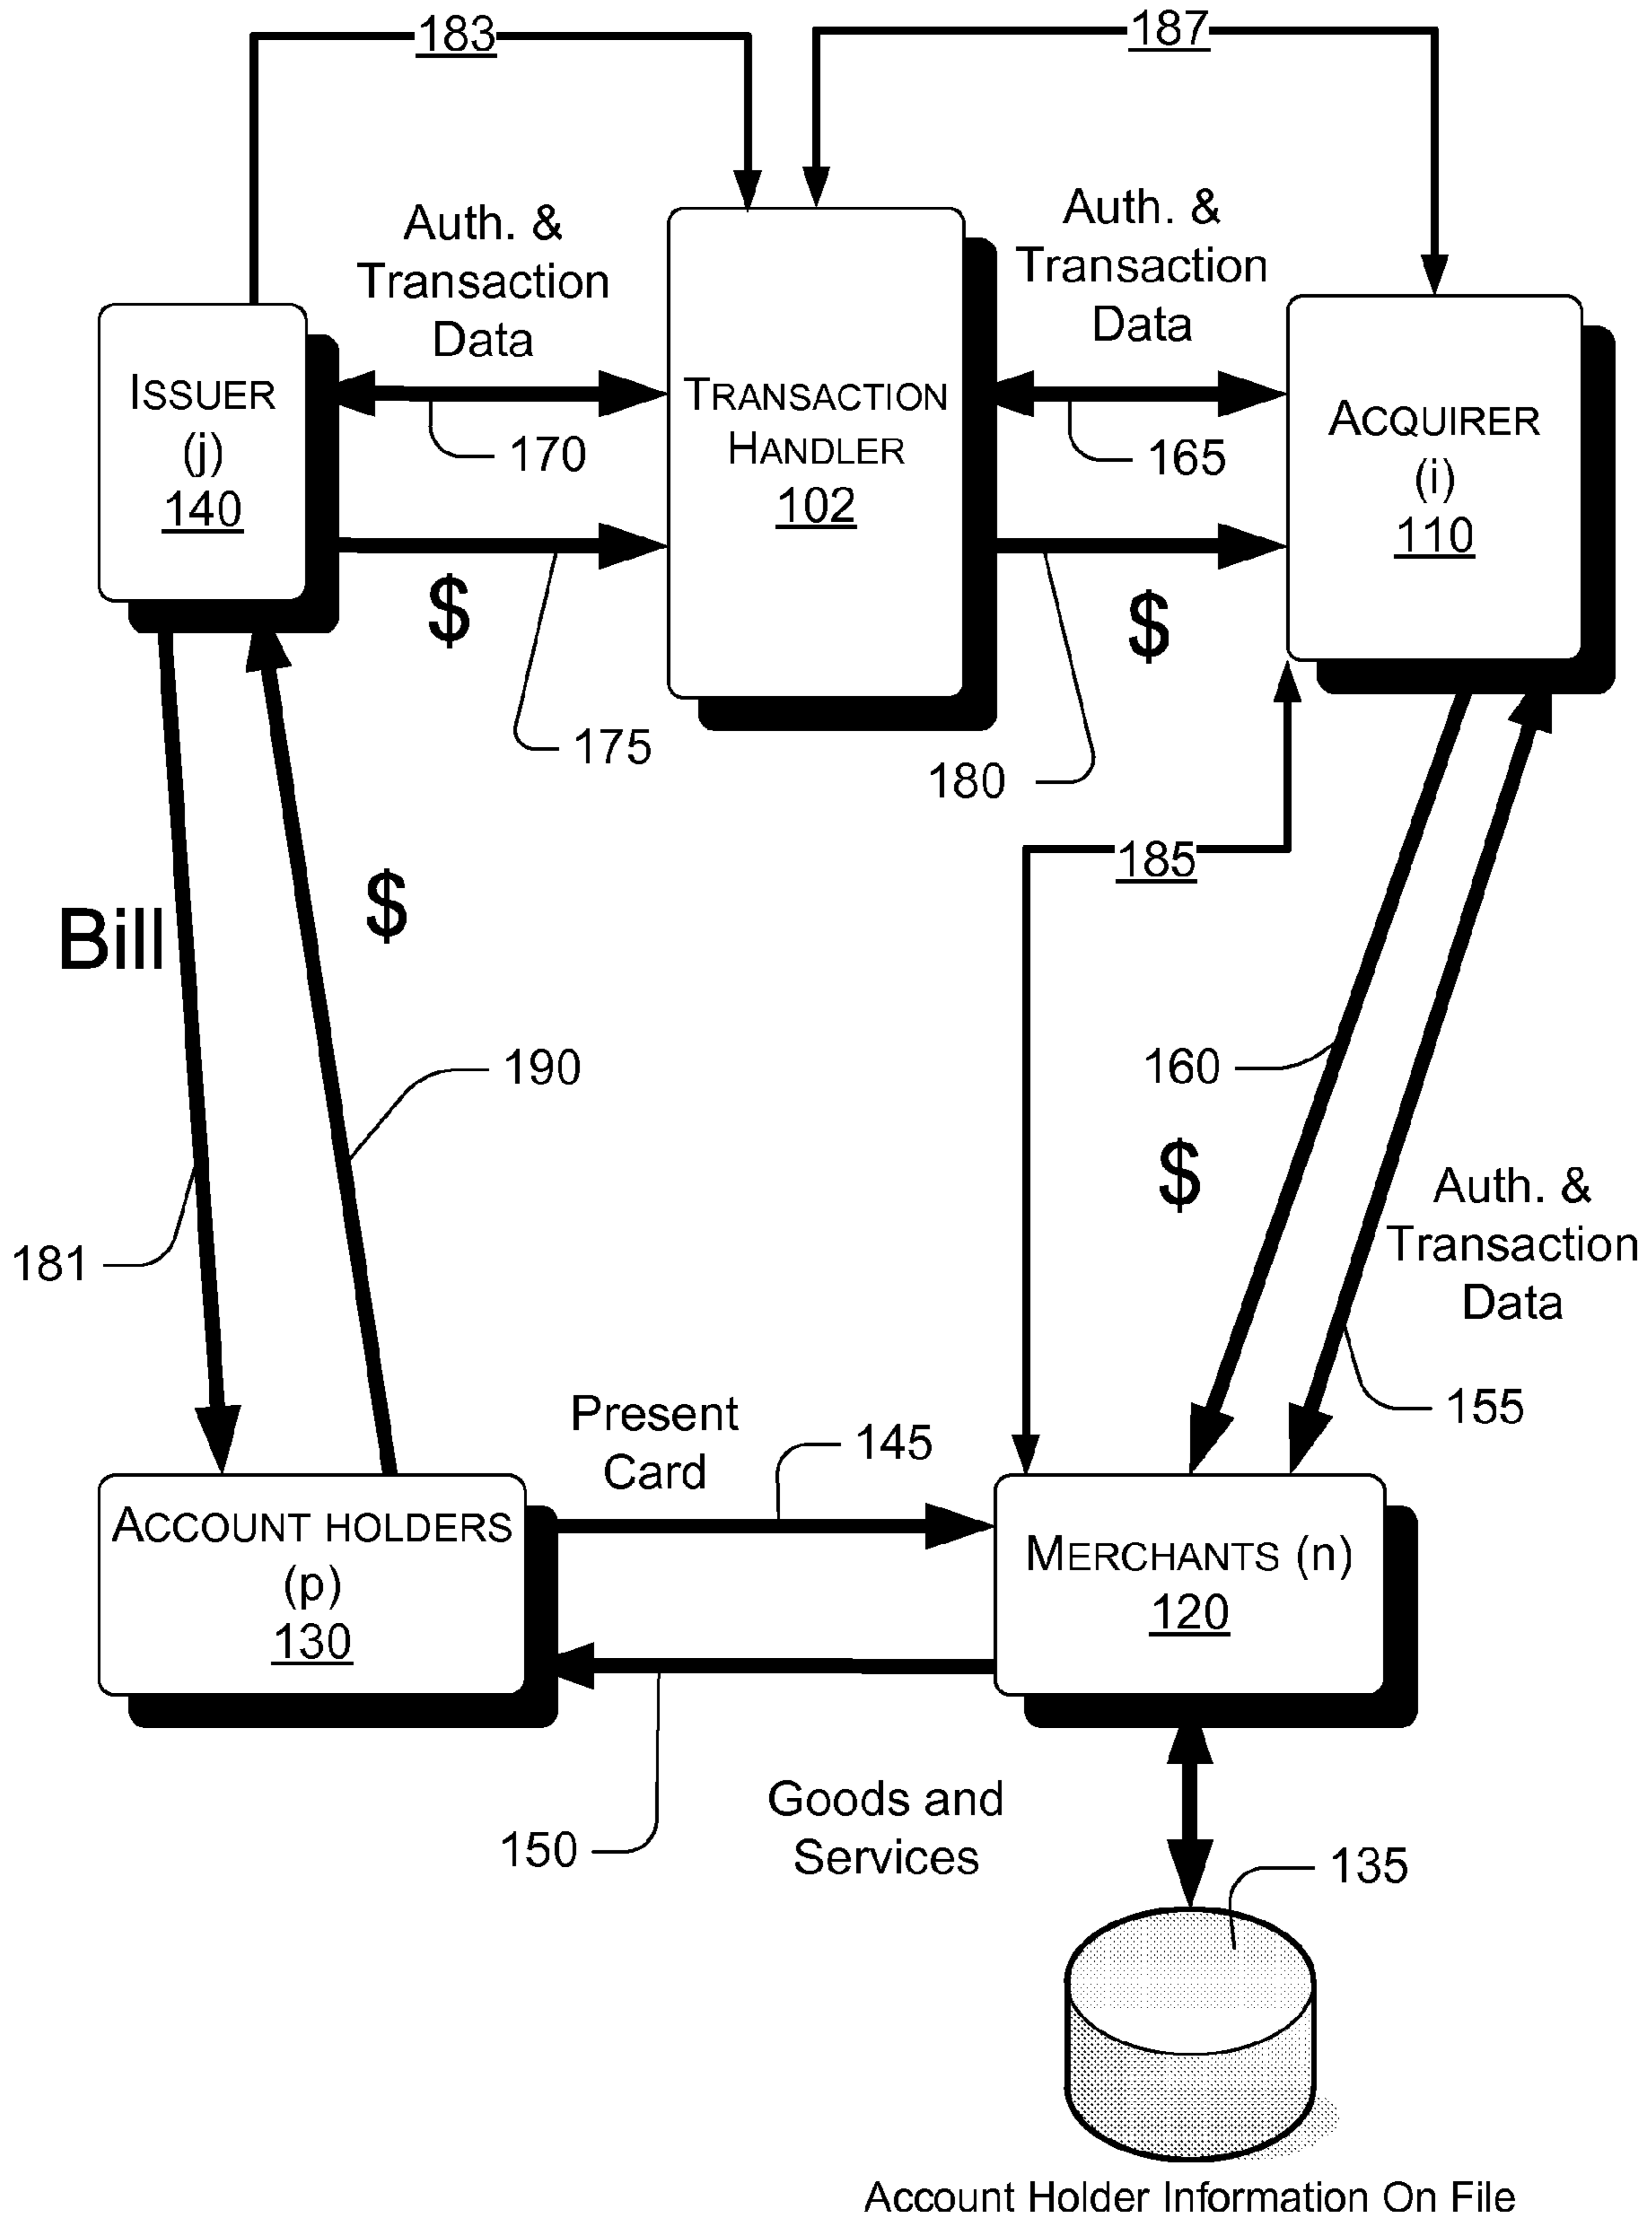 183
187
Auth. &
Transaction
Data
Auth. &
Transaction
Data
ISSUER
(j)
140
TRANSACTION
HANDLER
102
ACQUIRER
(i)
110
170
165
$
$
175
180
185
Bill
$
190
160
$
181
Auth. &
Transaction
Data
155
Present
Card
145
ACCOUNT HOLDERS
(p)
130
MERCHANTS (n)
120
Goods and
Services
150
135
Account Holder Information On File